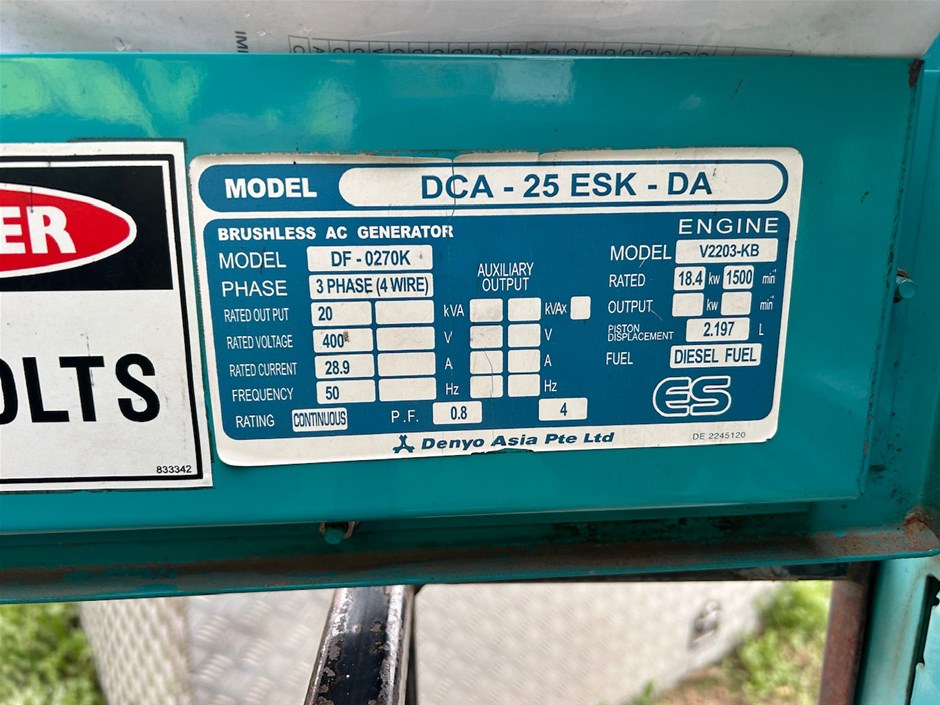 ER
OLTS
833342
MODEL DCA - 25 ESK - DA
BRUSHLESS AC GENERATOR
MODEL DF - 0270K
PHASE 3 PHASE (4 WIRE)
AUXILIARY OUTPUT
RATED OUT PUT 20 kVA kVAx
RATED VOLTAGE 400 V V
RATED CURRENT 28.9 A A
FREQUENCY 50 Hz Hz
RATING CONTINUOUS P.F. 0.8 4
ENGINE
MODEL V2203-KB
RATED 18.4 kw 1500 min⁻¹
OUTPUT kw min⁻¹
PISTON DISPLACEMENT 2.197 L
FUEL DIESEL FUEL
ES
Denyo Asia Pte Ltd
DE 2245120